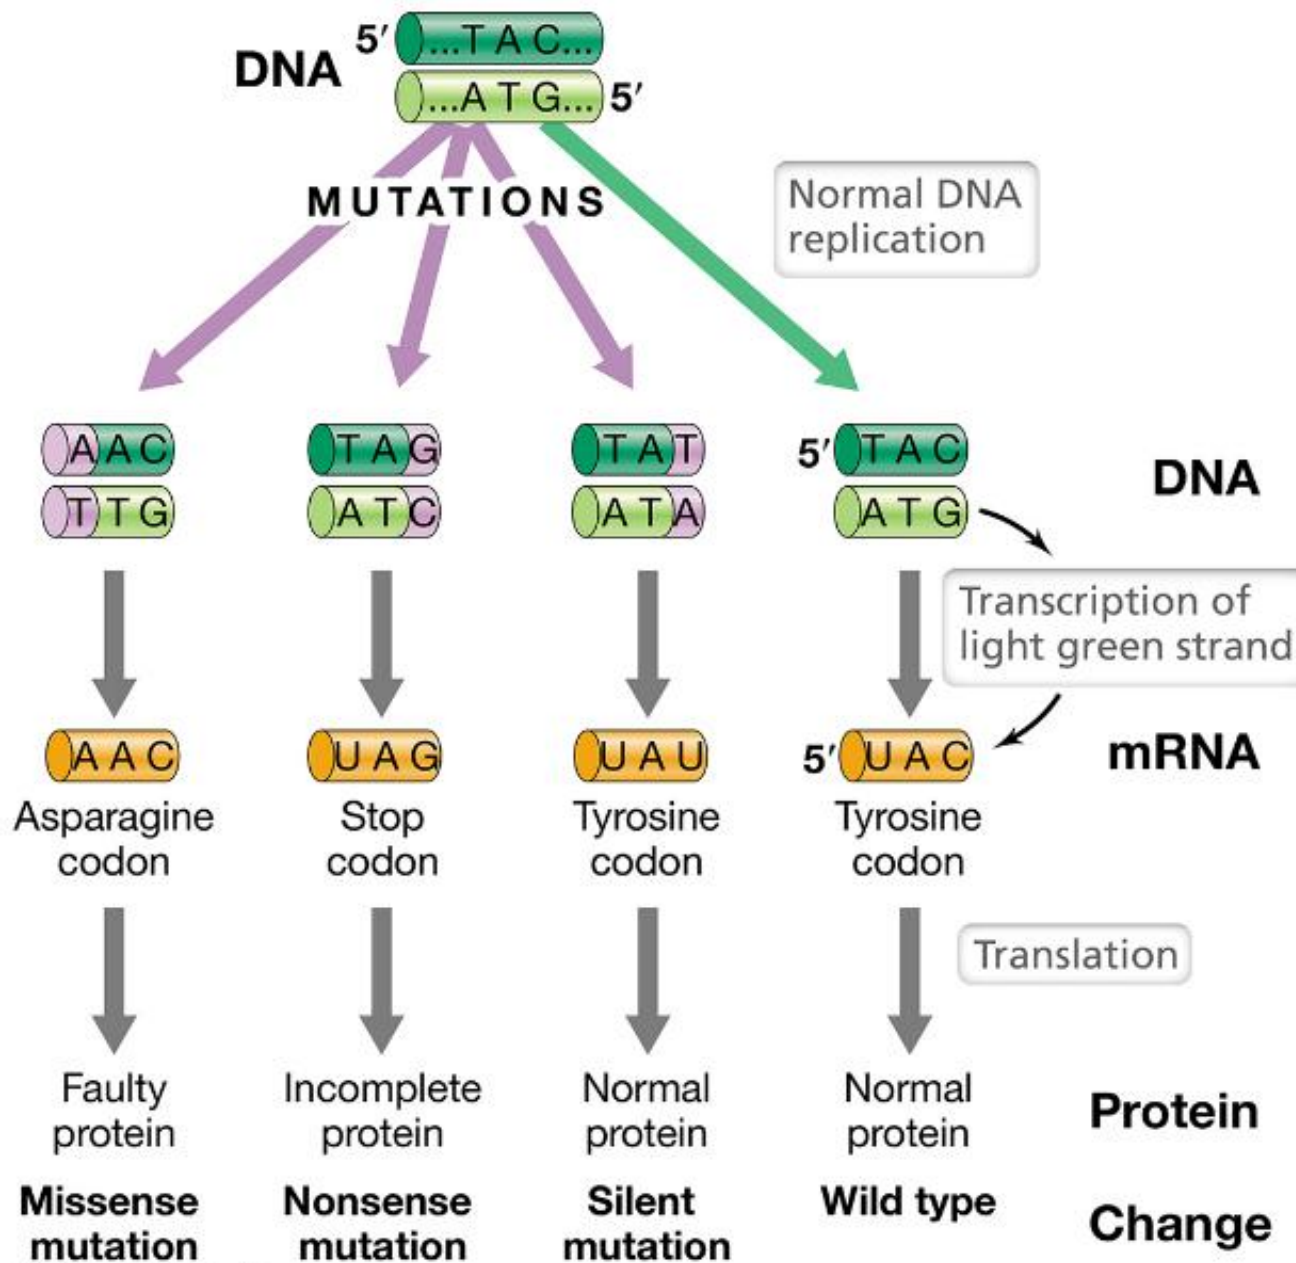 5′ ...TAC...
DNA
...ATG... 5′
MUTATIONS
Normal DNA
replication
AAC TAG TAT 5′ TAC
DNA
TTG ATC ATA ATG
Transcription of
light green strand
AAC UAG UAU 5′ UAC mRNA
Asparagine Stop Tyrosine Tyrosine
codon codon codon codon
Translation
Faulty Incomplete Normal Normal
Protein
protein protein protein protein
Missense Nonsense Silent Wild type
Change
mutation mutation mutation